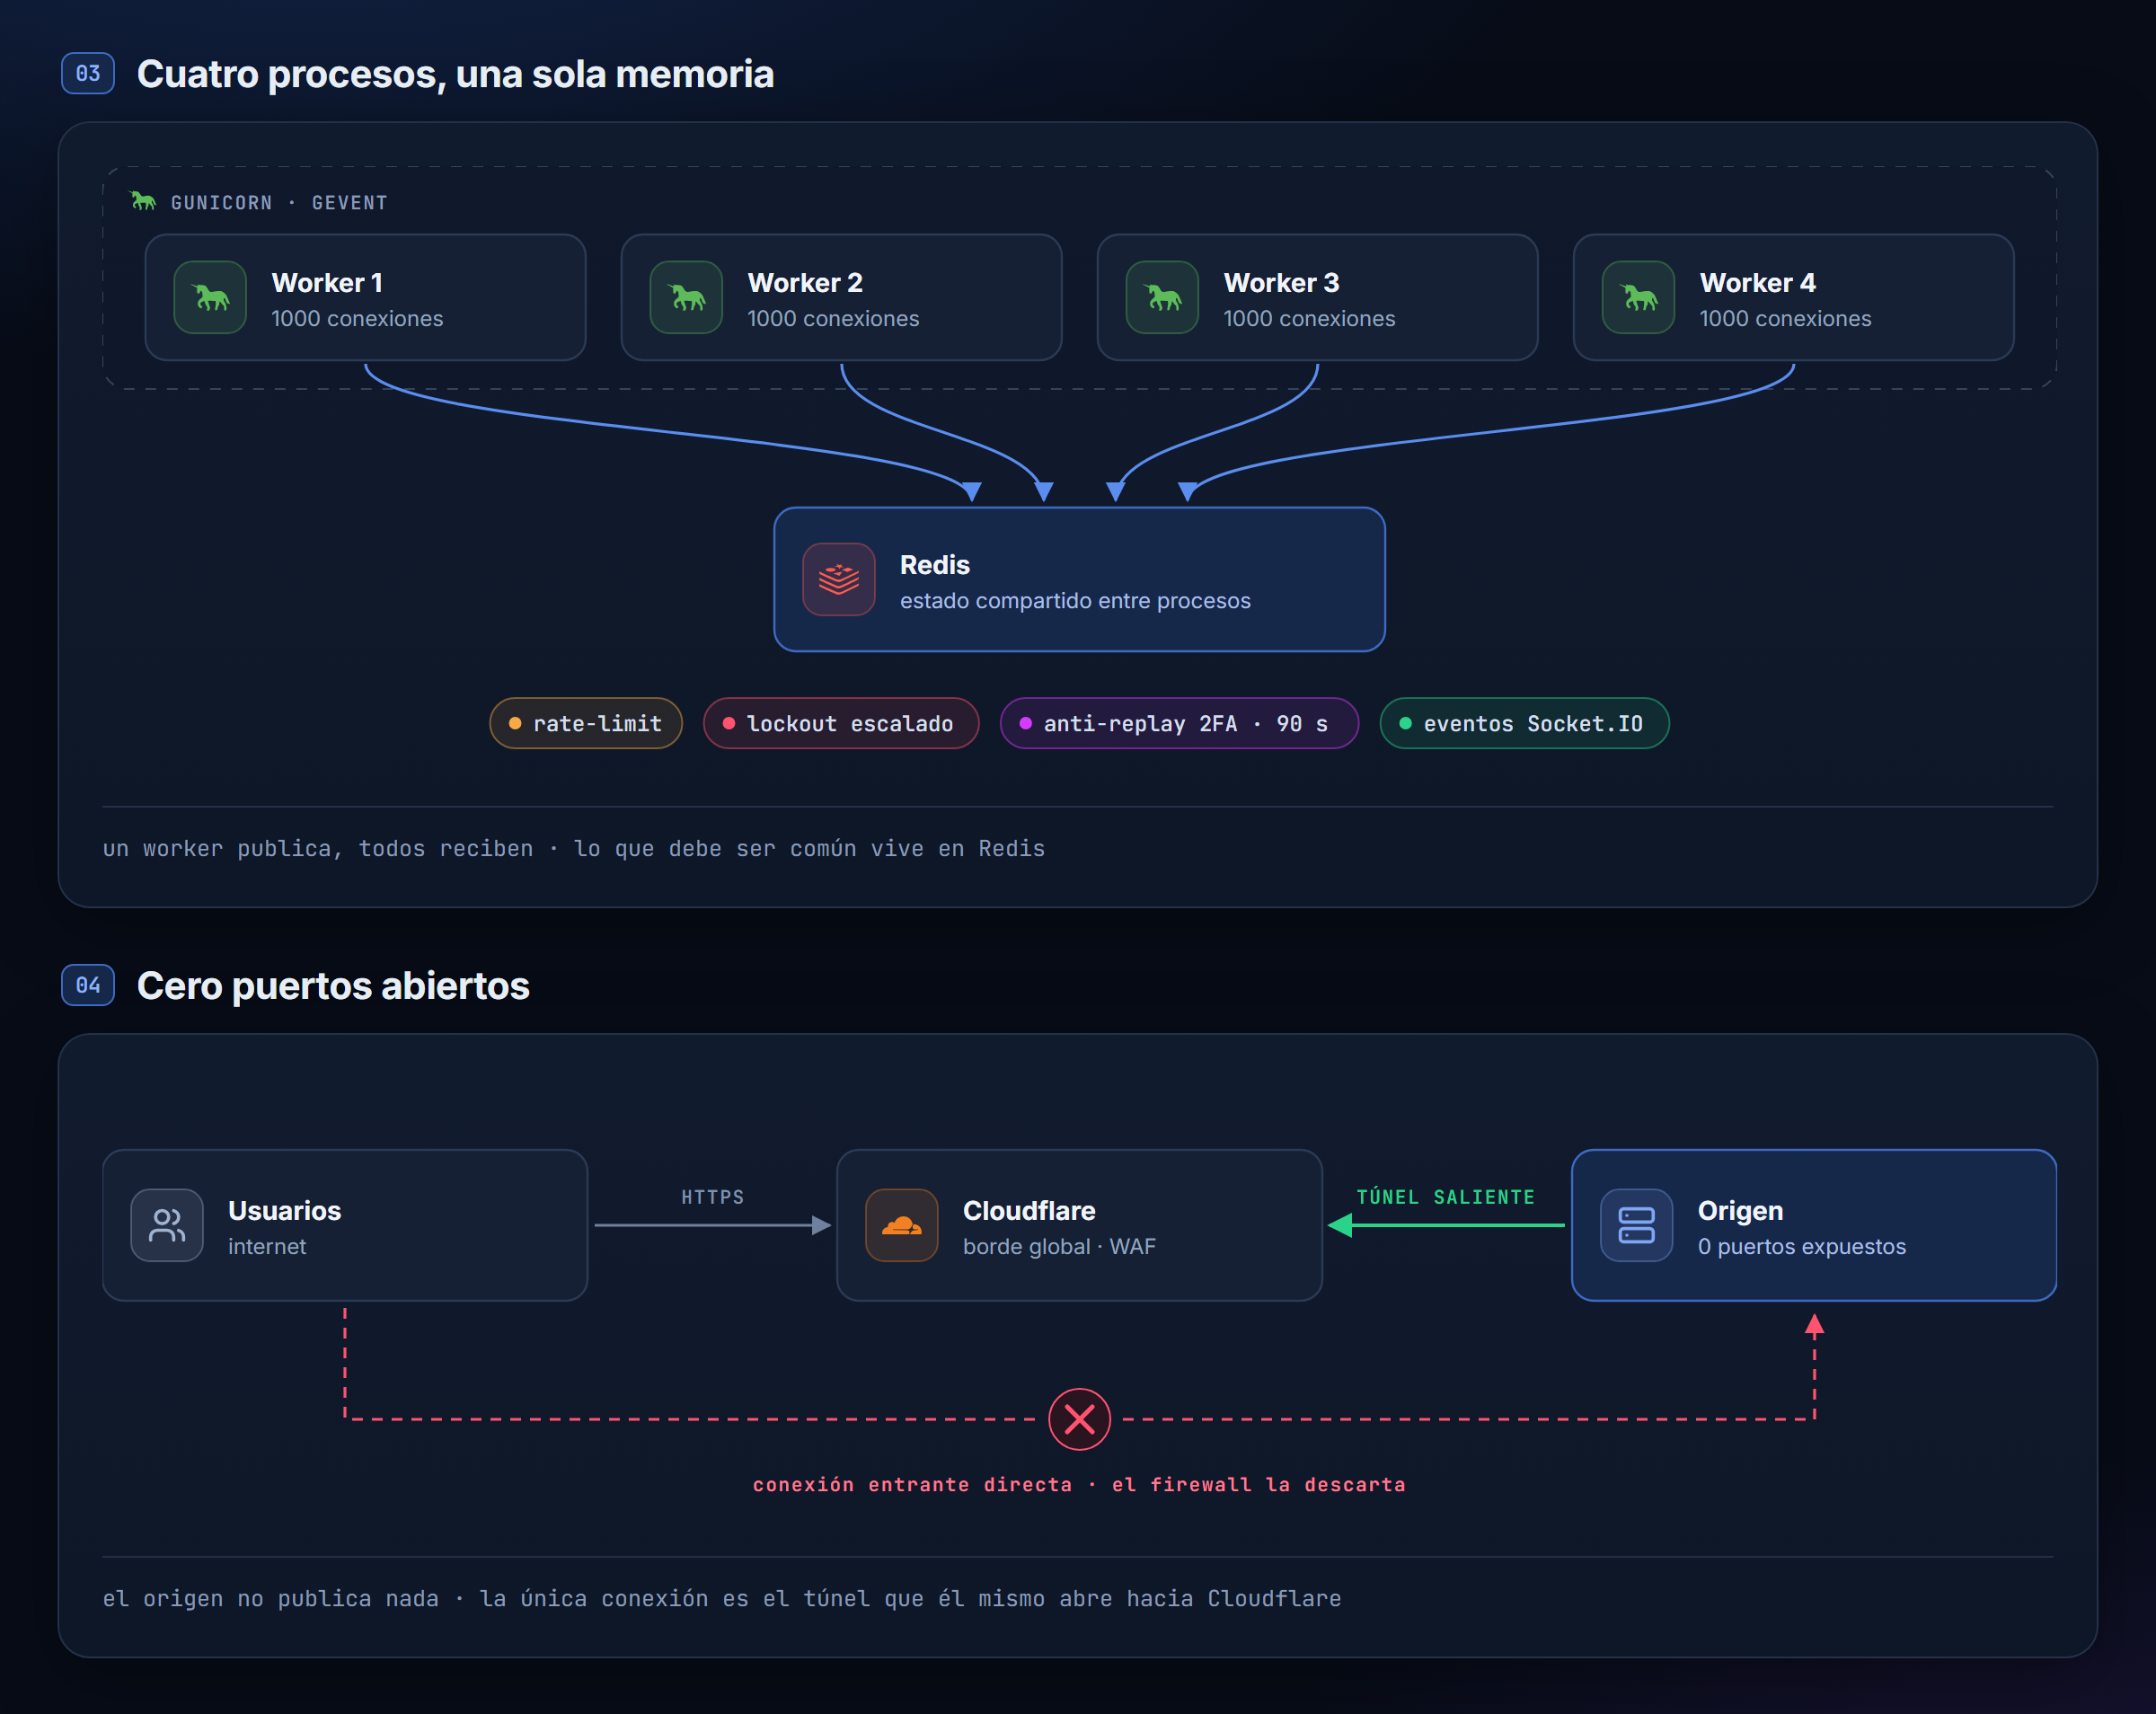 03 Cuatro procesos, una sola memoria
GUNICORN · GEVENT
Worker 1
1000 conexiones
Worker 2
1000 conexiones
Worker 3
1000 conexiones
Worker 4
1000 conexiones
Redis
estado compartido entre procesos
rate-limit
lockout escalado
anti-replay 2FA · 90 s
eventos Socket.IO
un worker publica, todos reciben · lo que debe ser común vive en Redis
04 Cero puertos abiertos
Usuarios
internet
HTTPS
Cloudflare
borde global · WAF
TÚNEL SALIENTE
Origen
0 puertos expuestos
conexión entrante directa · el firewall la descarta
el origen no publica nada · la única conexión es el túnel que él mismo abre hacia Cloudflare